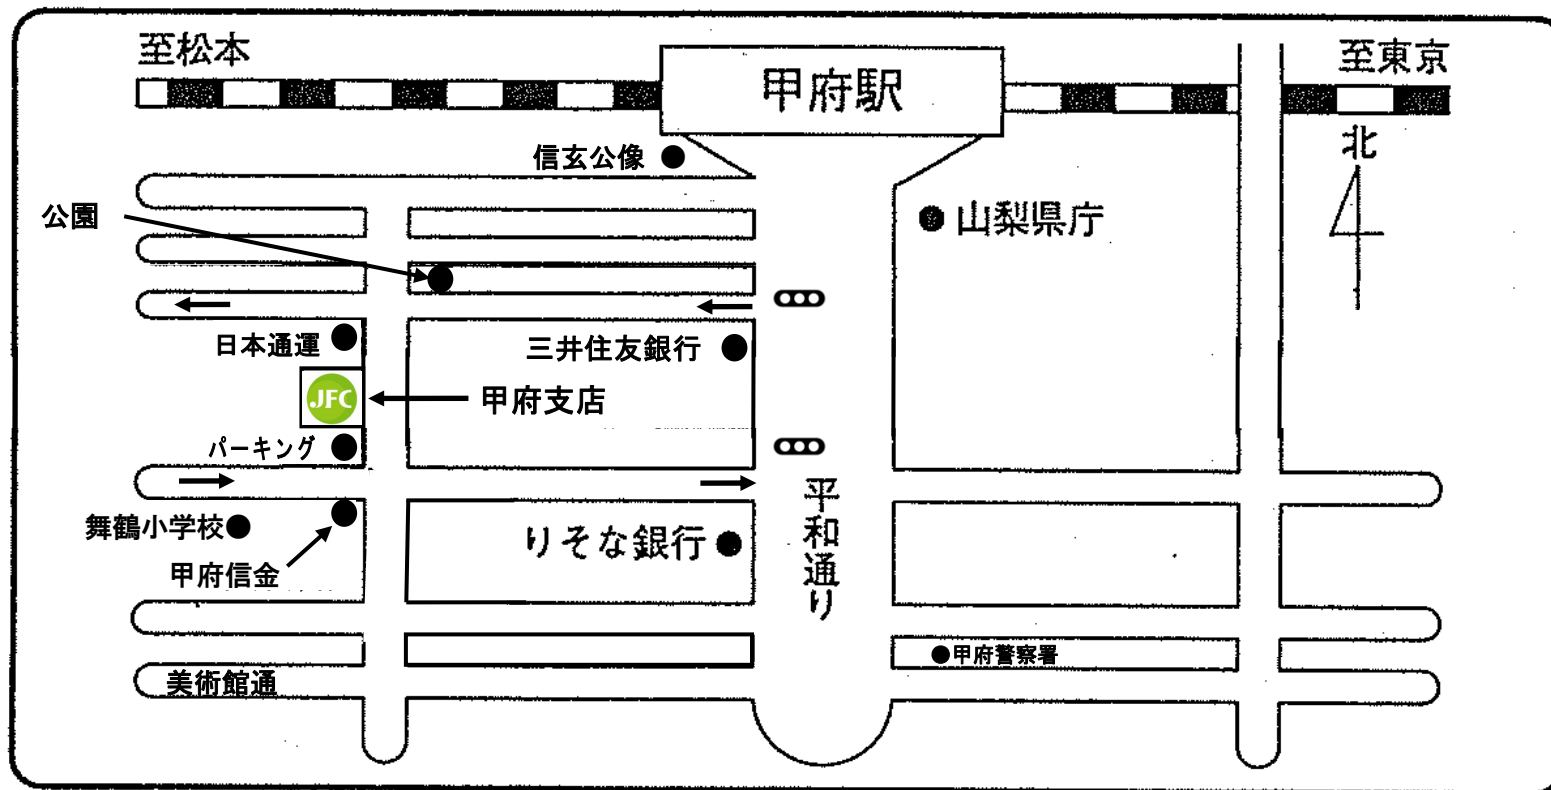 至松本
甲府駅
至東京
北
信玄公像
公園
山梨県庁
日本通運
三井住友銀行
JFC
甲府支店
パーキング
平和通り
舞鶴小学校
りそな銀行
甲府信金
甲府警察署
美術館通